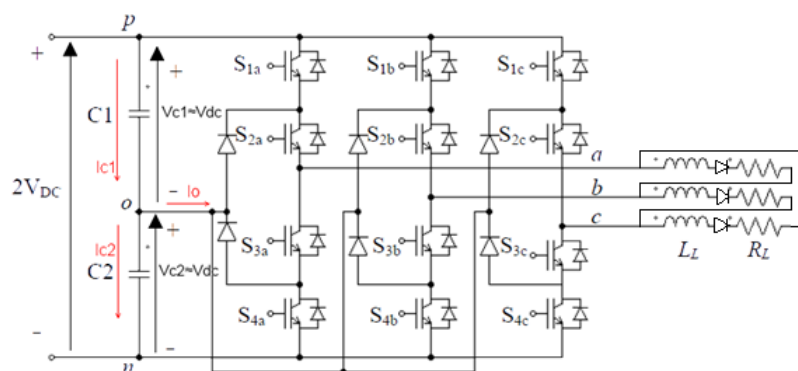 p
+
+
S1a
S1b
S1c
C1
Vc1≈Vdc
S2a
S2b
S2c
Ic1
a
2VDC
−
Io
o
b
+
c
Ic2
S3a
S3b
S3c
LL
RL
C2
Vc2≈Vdc
S4a
S4b
S4c
-
−
n